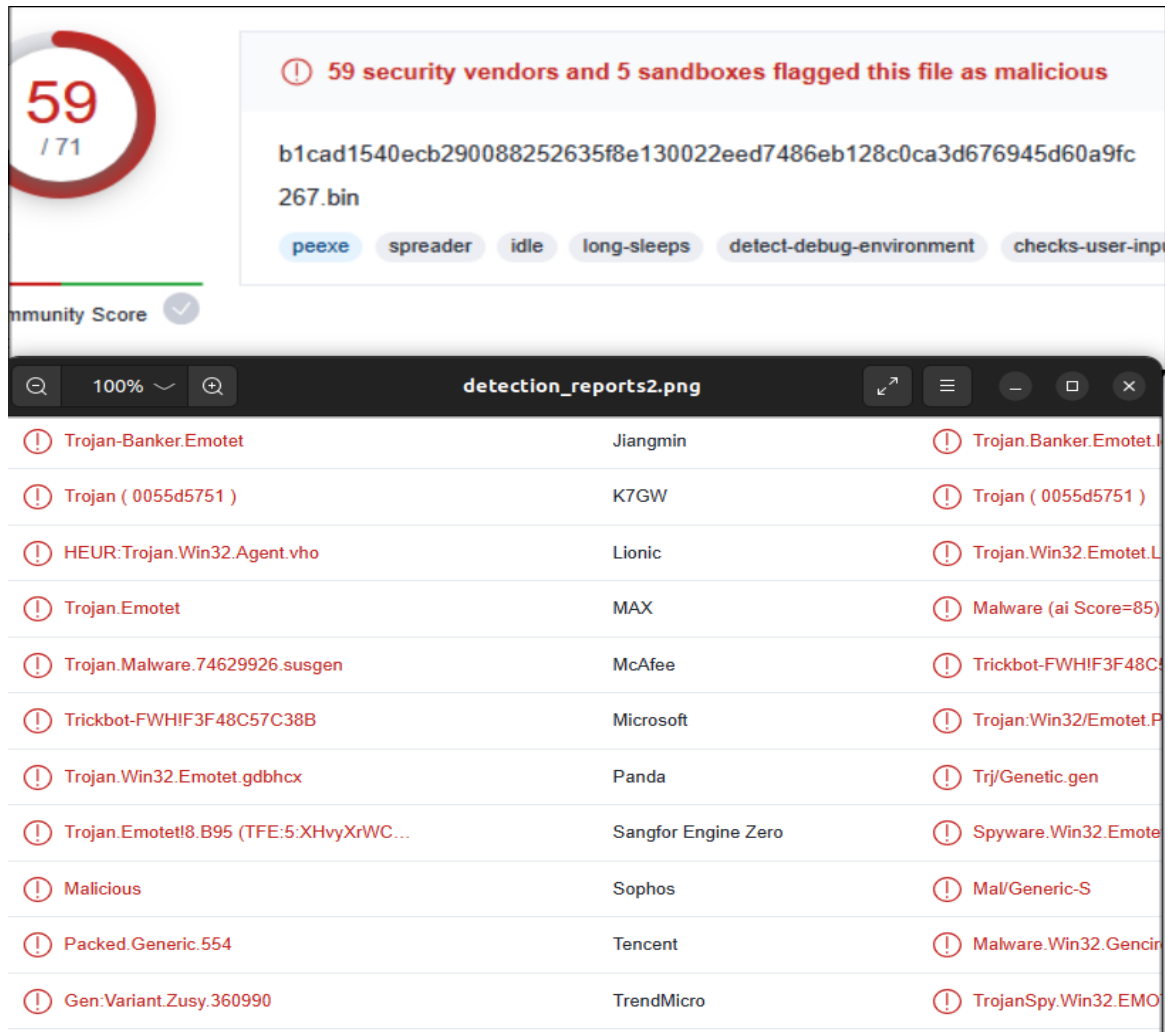 59
/ 71
59 security vendors and 5 sandboxes flagged this file as malicious
b1cad1540ecb290088252635f8e130022eed7486eb128c0ca3d676945d60a9fc
267.bin
peexe spreader idle long-sleeps detect-debug-environment checks-user-inpu
mmunity Score
100% detection_reports2.png
Trojan-Banker.Emotet Jiangmin Trojan.Banker.Emotet.
Trojan ( 0055d5751 ) K7GW Trojan ( 0055d5751 )
HEUR:Trojan.Win32.Agent.vho Lionic Trojan.Win32.Emotet.L
Trojan.Emotet MAX Malware (ai Score=85)
Trojan.Malware.74629926.susgen McAfee Trickbot-FWH!F3F48C5
Trickbot-FWH!F3F48C57C38B Microsoft Trojan:Win32/Emotet.P
Trojan.Win32.Emotet.gdbhcx Panda Trj/Genetic.gen
Trojan.Emotet!8.B95 (TFE:5:XHvyXrWC... Sangfor Engine Zero Spyware.Win32.Emote
Malicious Sophos Mal/Generic-S
Packed.Generic.554 Tencent Malware.Win32.Gencir
Gen:Variant.Zusy.360990 TrendMicro TrojanSpy.Win32.EMO